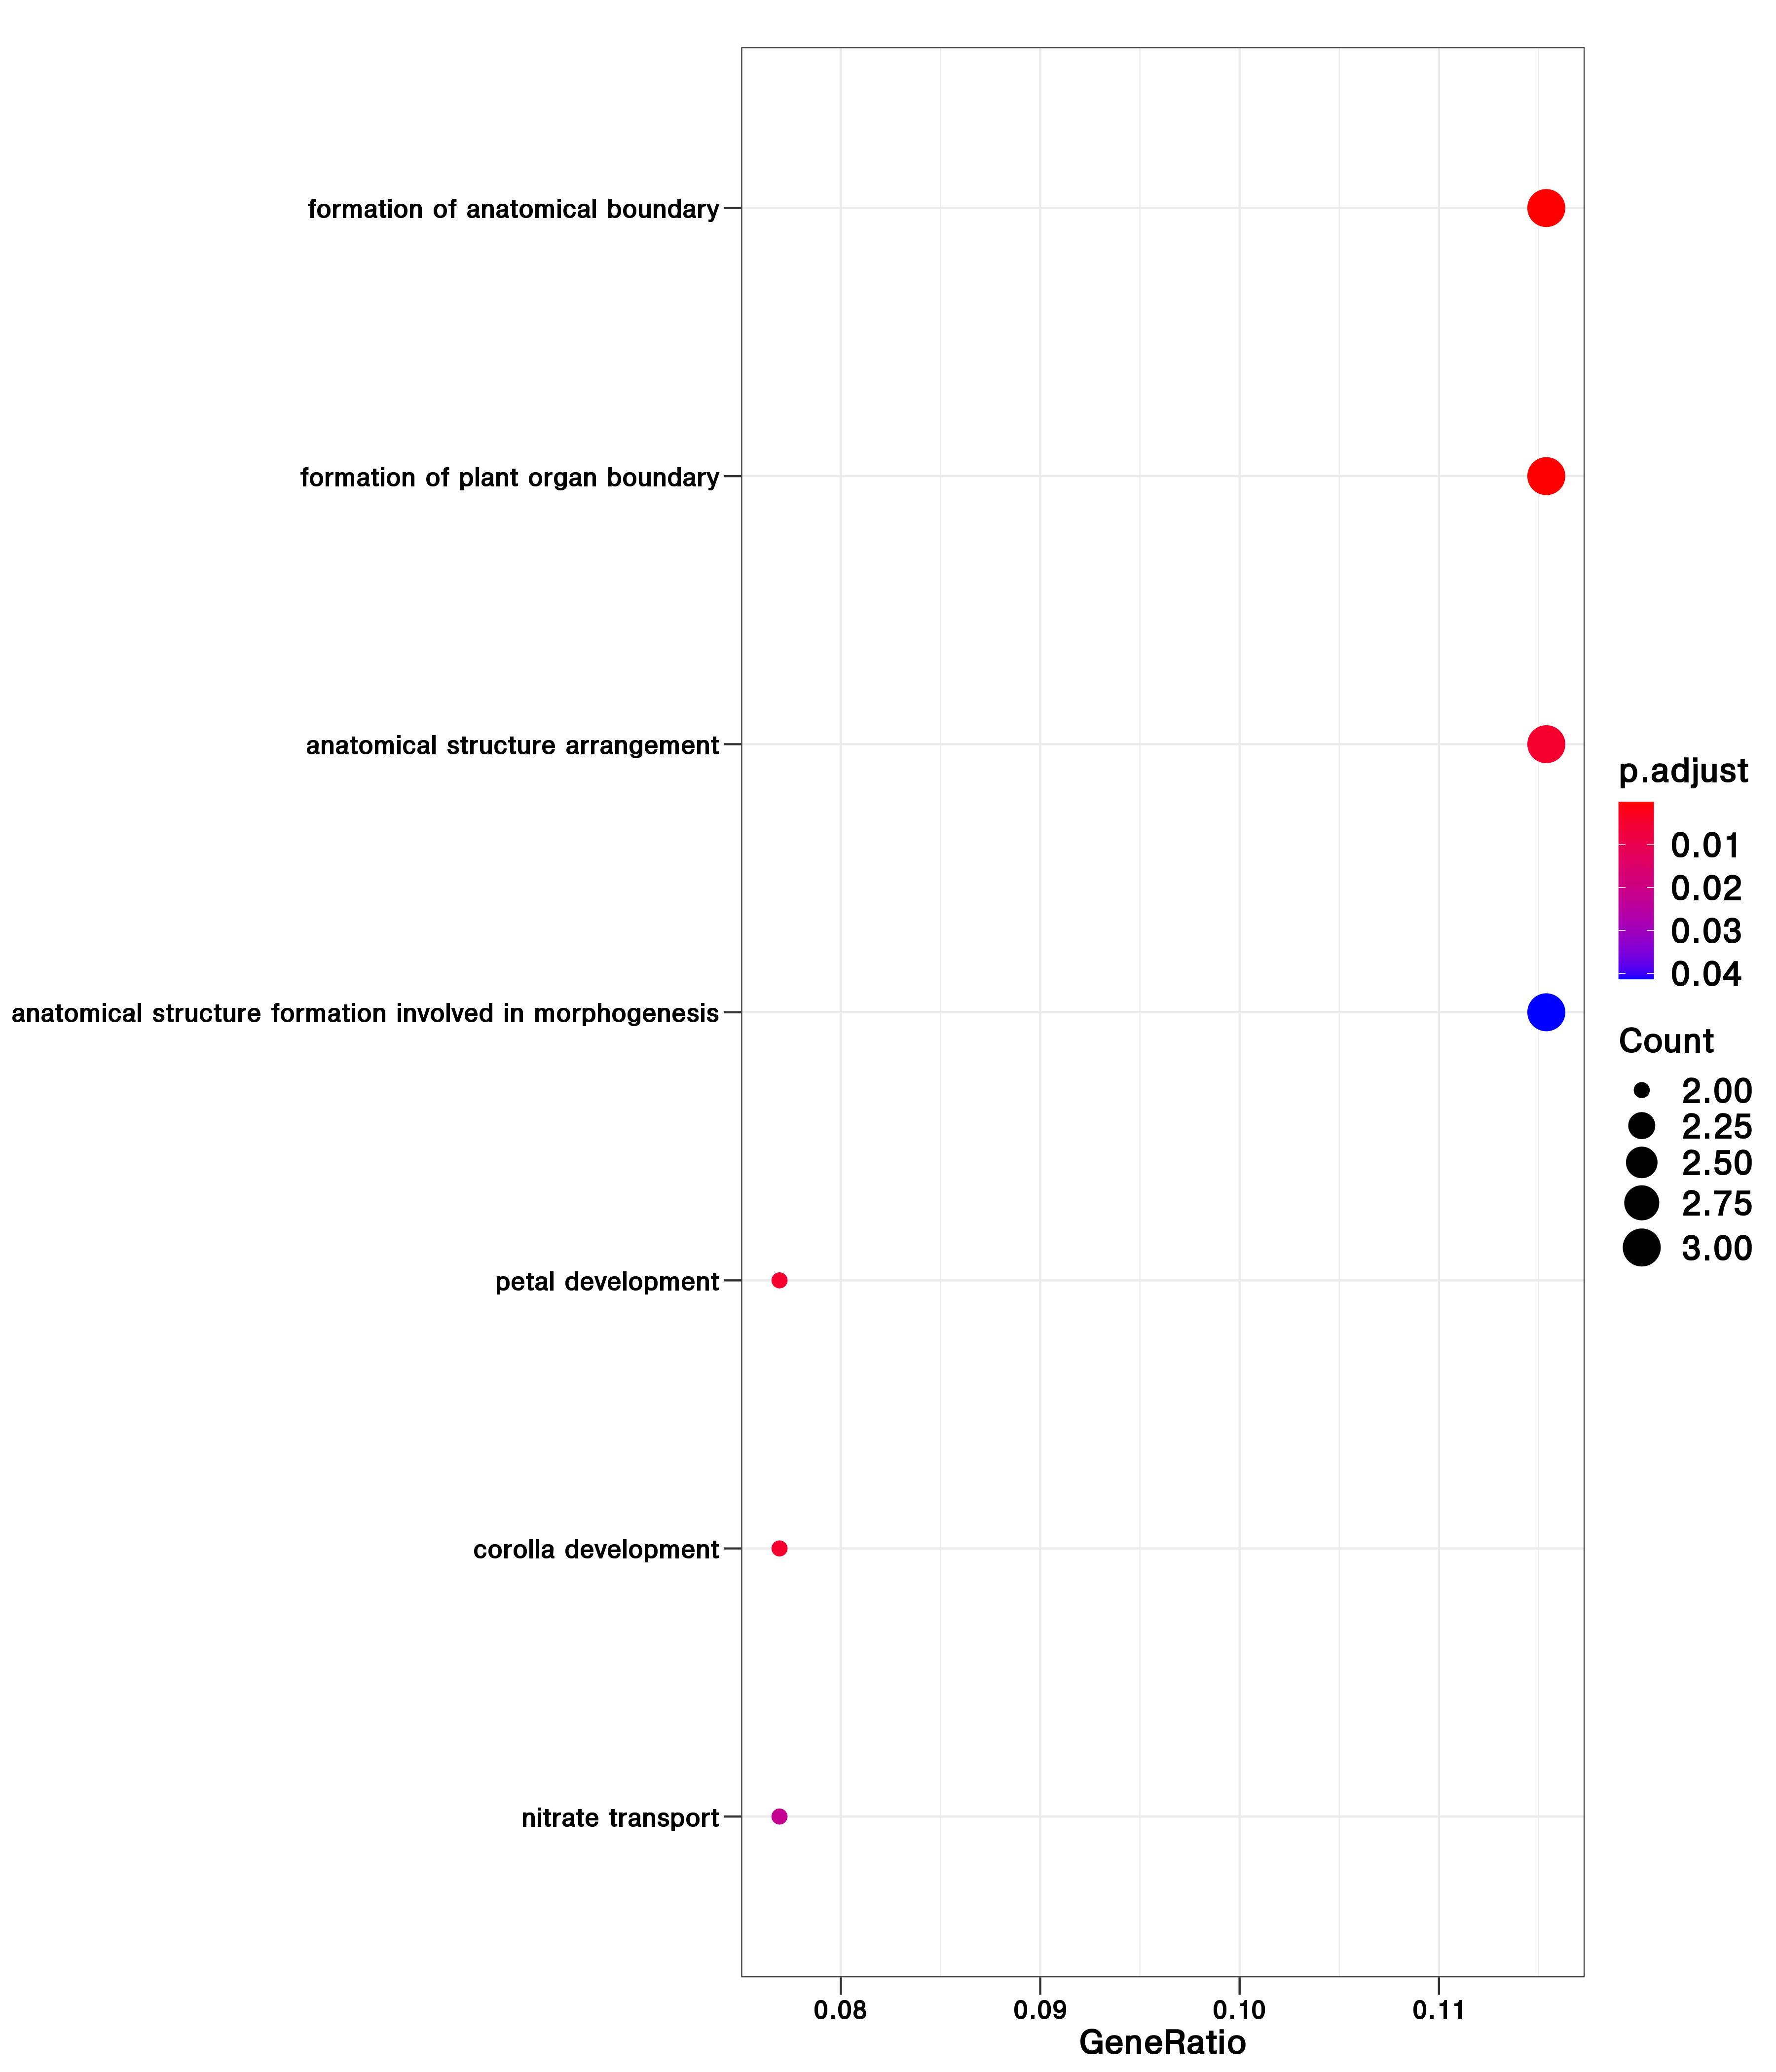 formation of anatomical boundary
formation of plant organ boundary
anatomical structure arrangement
anatomical structure formation involved in morphogenesis
petal development
corolla development
nitrate transport
0.08 0.09 0.10 0.11
GeneRatio
p.adjust
0.01
0.02
0.03
0.04
Count
2.00
2.25
2.50
2.75
3.00